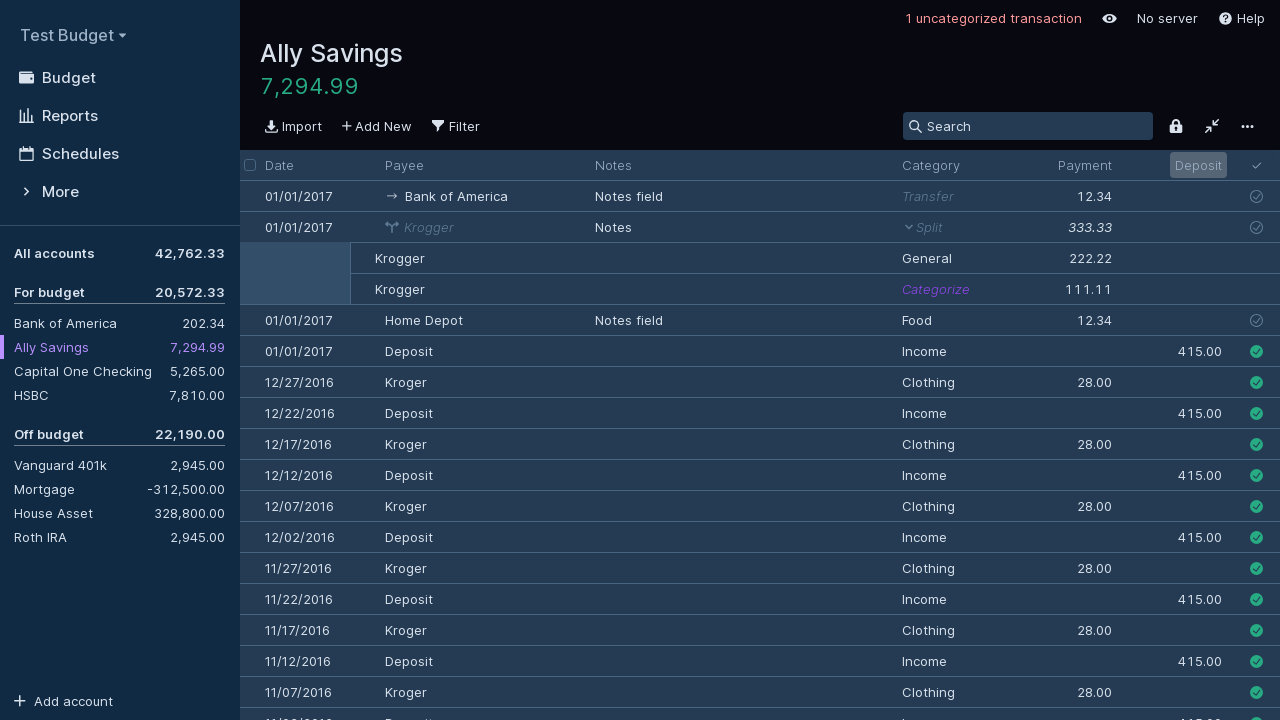 Test Budget
Budget
Reports
Schedules
More
All accounts 42,762.33
For budget 20,572.33
Bank of America 202.34
Ally Savings 7,294.99
Capital One Checking 5,265.00
HSBC 7,810.00
Off budget 22,190.00
Vanguard 401k 2,945.00
Mortgage -312,500.00
House Asset 328,800.00
Roth IRA 2,945.00
Add account
1 uncategorized transaction No server Help
Ally Savings
7,294.99
Import Add New Filter Search
Date Payee Notes Category Payment Deposit
01/01/2017 Bank of America Notes field Transfer 12.34
01/01/2017 Krogger Notes Split 333.33
Krogger General 222.22
Krogger Categorize 111.11
01/01/2017 Home Depot Notes field Food 12.34
01/01/2017 Deposit Income 415.00
12/27/2016 Kroger Clothing 28.00
12/22/2016 Deposit Income 415.00
12/17/2016 Kroger Clothing 28.00
12/12/2016 Deposit Income 415.00
12/07/2016 Kroger Clothing 28.00
12/02/2016 Deposit Income 415.00
11/27/2016 Kroger Clothing 28.00
11/22/2016 Deposit Income 415.00
11/17/2016 Kroger Clothing 28.00
11/12/2016 Deposit Income 415.00
11/07/2016 Kroger Clothing 28.00